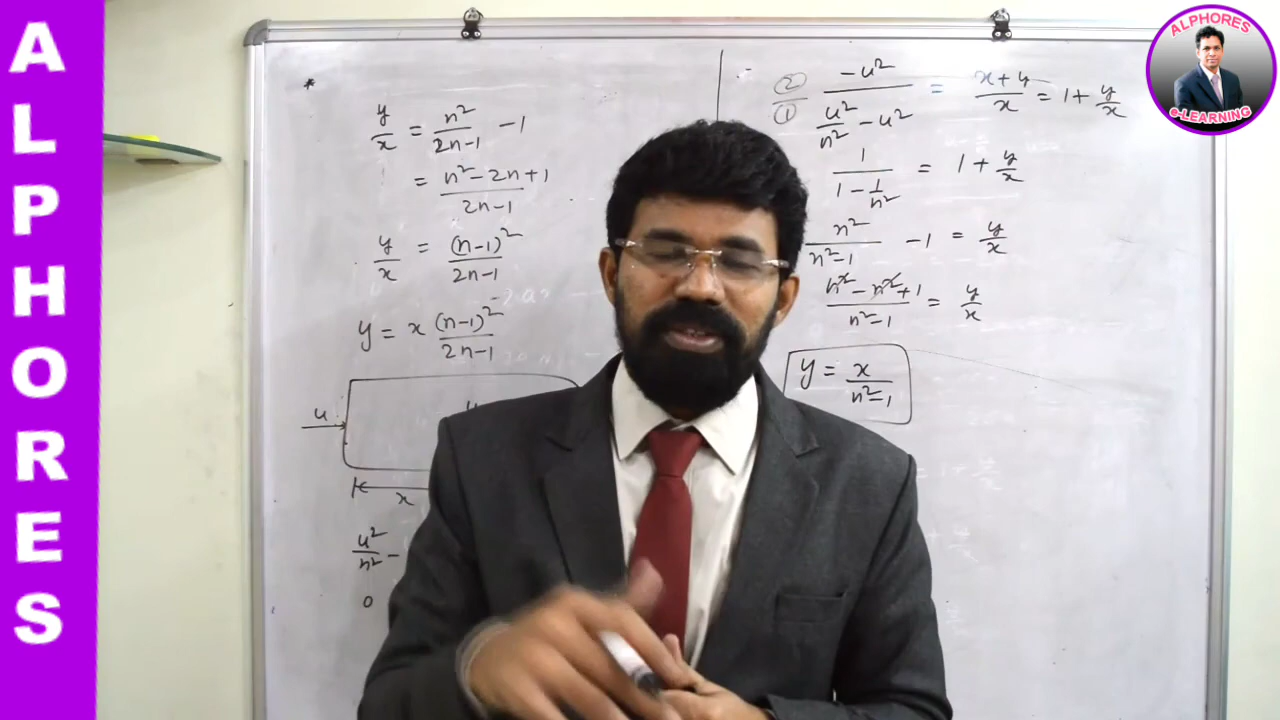 ALPHORES
ALPHORES
e-LEARNING
*
y/x = n²/2n-1 - 1
= n²-2n+1/2n-1
y/x = (n-1)²/2n-1
y = x (n-1)²/2n-1
u
x
u²/n² -
0
②/① -u²/(u²/n² - u²) = x+y/x = 1 + y/x
1/(1 - 1/n²) = 1 + y/x
n²/n²-1 - 1 = y/x
n²-n²+1/n²-1 = y/x
y = x/n²-1